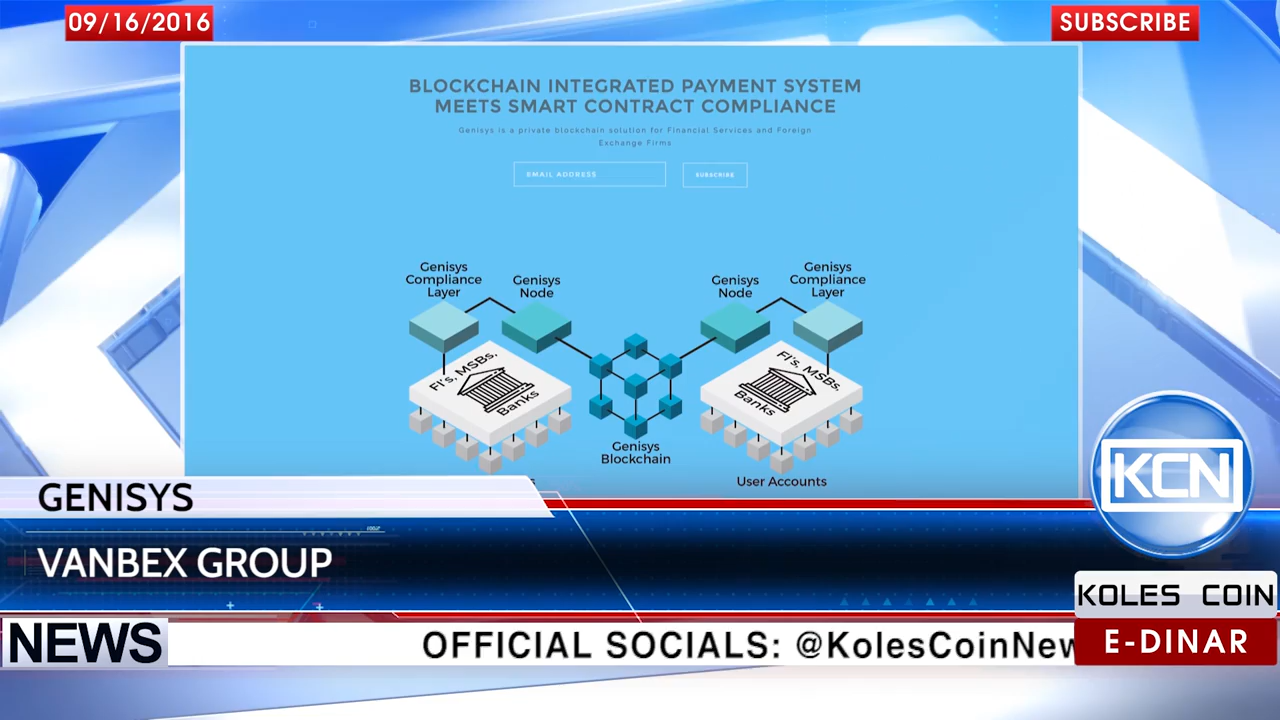 09/16/2016
SUBSCRIBE
BLOCKCHAIN INTEGRATED PAYMENT SYSTEM
MEETS SMART CONTRACT COMPLIANCE
Genisys is a private blockchain solution for Financial Services and Foreign
Exchange Firms
EMAIL ADDRESS
SUBSCRIBE
Genisys
Compliance
Layer
Genisys
Node
Genisys
Node
Genisys
Compliance
Layer
FI's, MSBs,
Banks
FI's, MSBs,
Banks
Genisys
Blockchain
User Accounts
GENISYS
VANBEX GROUP
KCN
KOLES COIN
NEWS
OFFICIAL SOCIALS: @KolesCoinNew
E-DINAR